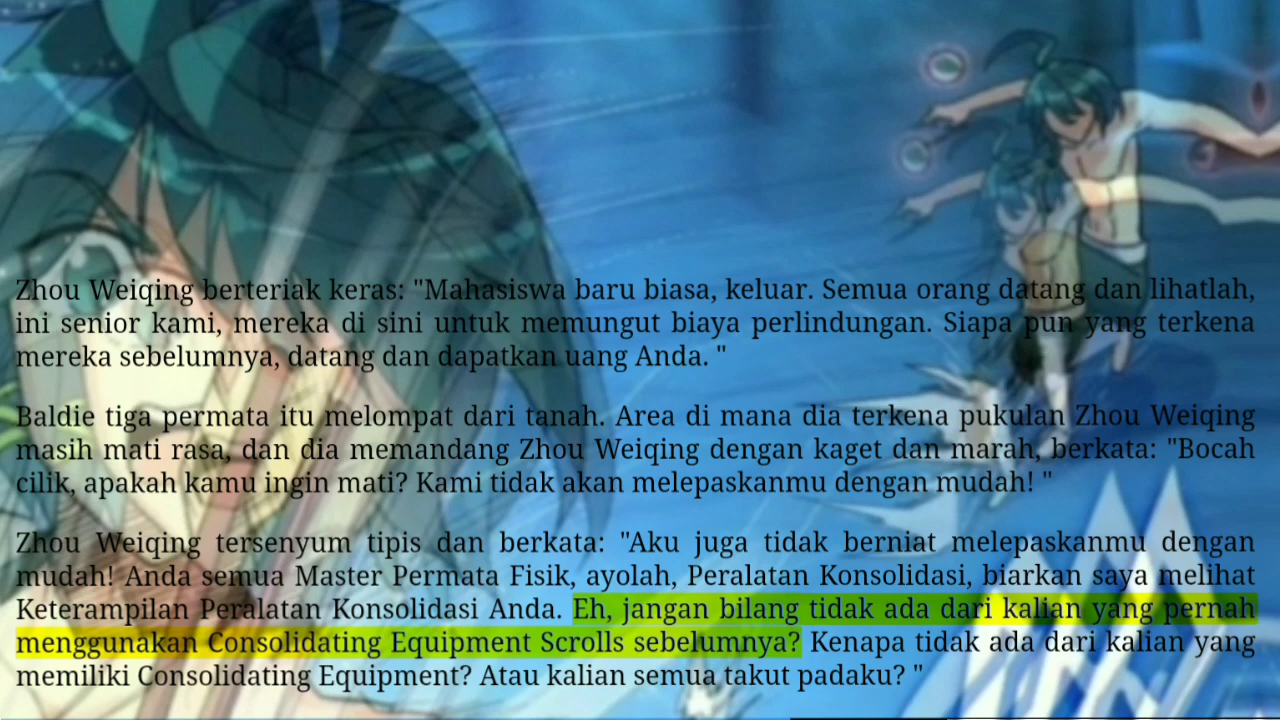 Zhou Weiqing berteriak keras: "Mahasiswa baru biasa, keluar. Semua orang datang dan lihatlah,
ini senior kami, mereka di sini untuk memungut biaya perlindungan. Siapa pun yang terkena
mereka sebelumnya, datang dan dapatkan uang Anda. "
Baldie tiga permata itu melompat dari tanah. Area di mana dia terkena pukulan Zhou Weiqing
masih mati rasa, dan dia memandang Zhou Weiqing dengan kaget dan marah, berkata: "Bocah
cilik, apakah kamu ingin mati? Kami tidak akan melepaskanmu dengan mudah! "
Zhou Weiqing tersenyum tipis dan berkata: "Aku juga tidak berniat melepaskanmu dengan
mudah! Anda semua Master Permata Fisik, ayolah, Peralatan Konsolidasi, biarkan saya melihat
Keterampilan Peralatan Konsolidasi Anda. Eh, jangan bilang tidak ada dari kalian yang pernah
menggunakan Consolidating Equipment Scrolls sebelumnya? Kenapa tidak ada dari kalian yang
memiliki Consolidating Equipment? Atau kalian semua takut padaku? "